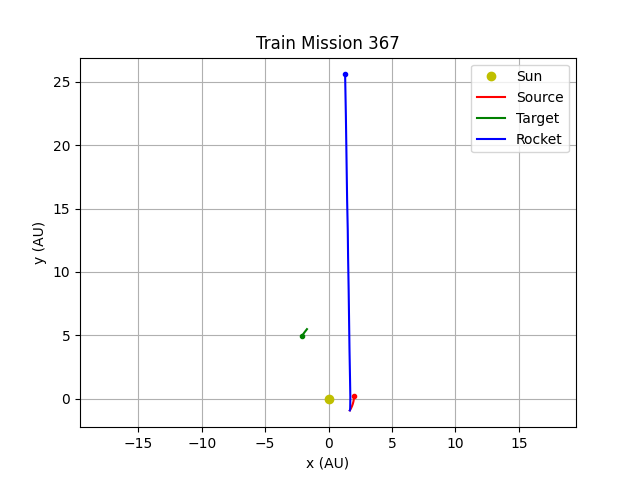 Train Mission 367
Sun
Source
Target
Rocket
y (AU)
25
20
15
10
5
0
−15
−10
−5
0
5
10
15
x (AU)